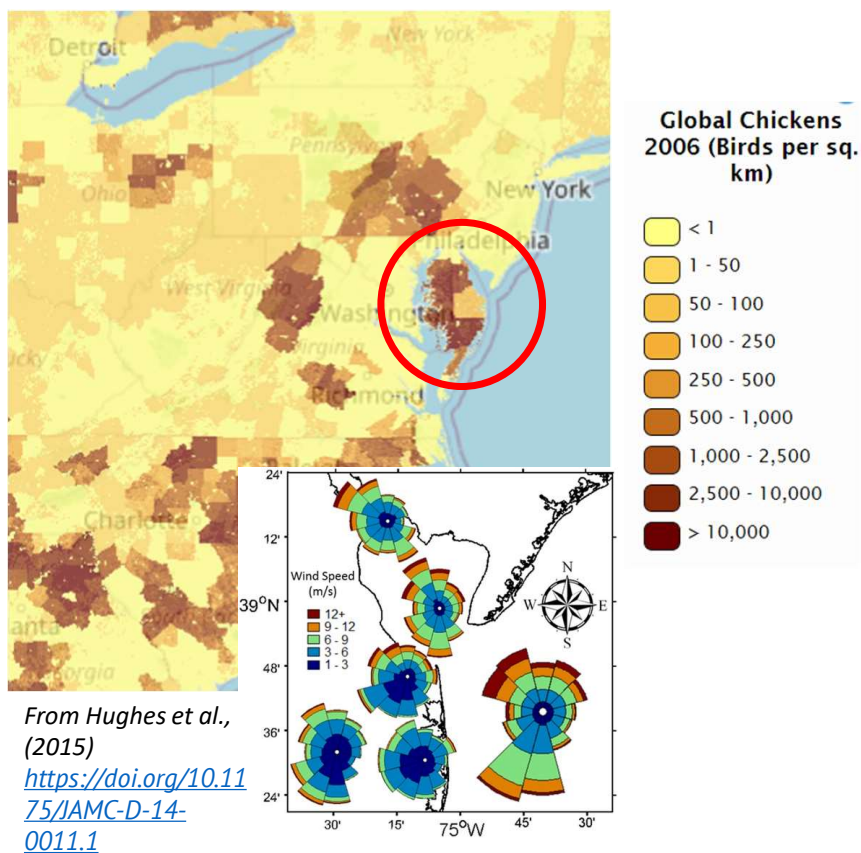 Detroit
New York
Pennsylvania
Ohio
New York
Philadelphia
West Virginia
Washington
Virginia
Richmond
Charlotte
Georgia
Global Chickens
2006 (Birds per sq.
km)
< 1
1 - 50
50 - 100
100 - 250
250 - 500
500 - 1,000
1,000 - 2,500
2,500 - 10,000
> 10,000
24'
12'
39°N
48'
36'
24'
Wind Speed
(m/s)
12+
9 - 12
6 - 9
3 - 6
1 - 3
N
W
E
S
30'
15'
75°W
45'
30'
From Hughes et al.,
(2015)
https://doi.org/10.11
75/JAMC-D-14-
0011.1